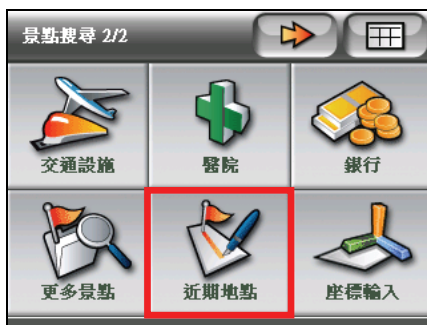 景點搜尋 2/2
交通設施
醫院
銀行
更多景點
近期地點
座標輸入